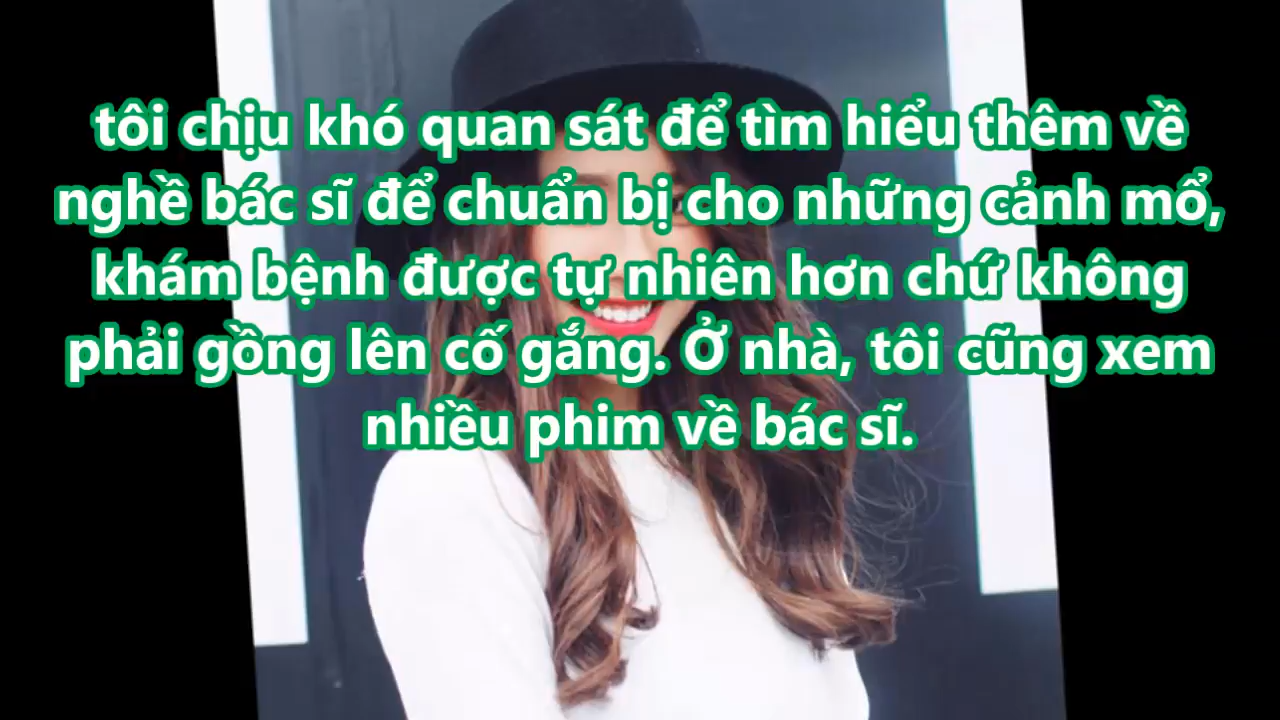 tôi chịu khó quan sát để tìm hiểu thêm về
nghề bác sĩ để chuẩn bị cho những cảnh mổ,
khám bệnh được tự nhiên hơn chứ không
phải gồng lên cố gắng. Ở nhà, tôi cũng xem
nhiều phim về bác sĩ.